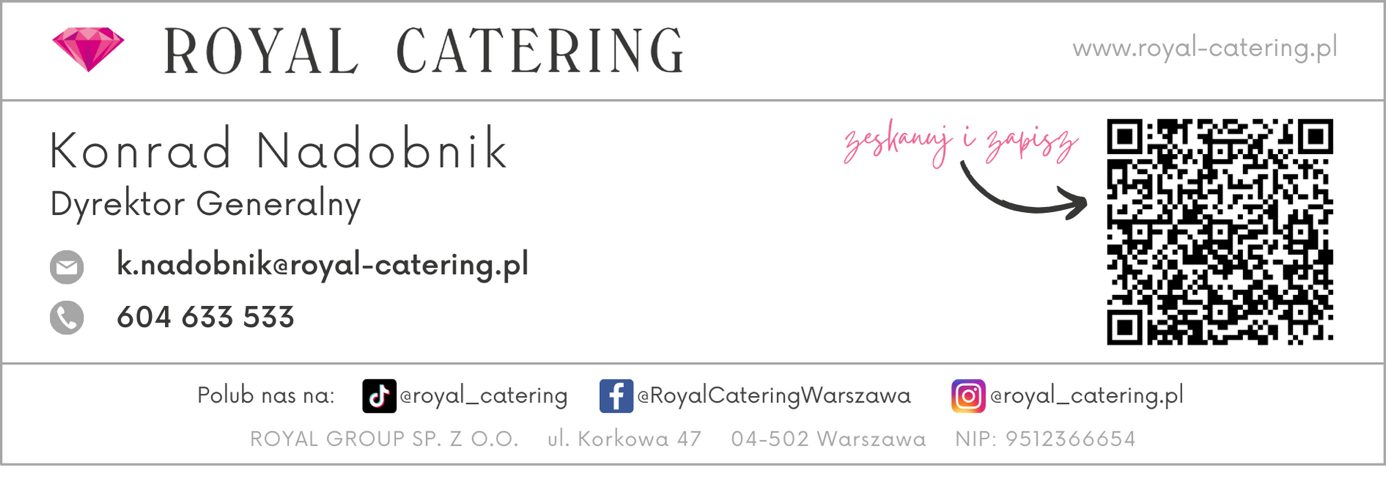 ROYAL CATERING
www.royal-catering.pl
Konrad Nadobnik
Dyrektor Generalny
k.nadobnik@royal-catering.pl
604 633 533
zeskanuj i zapisz
Polub nas na: @royal_catering @RoyalCateringWarszawa @royal_catering.pl
ROYAL GROUP SP. Z O.O. ul. Korkowa 47 04-502 Warszawa NIP: 9512366654